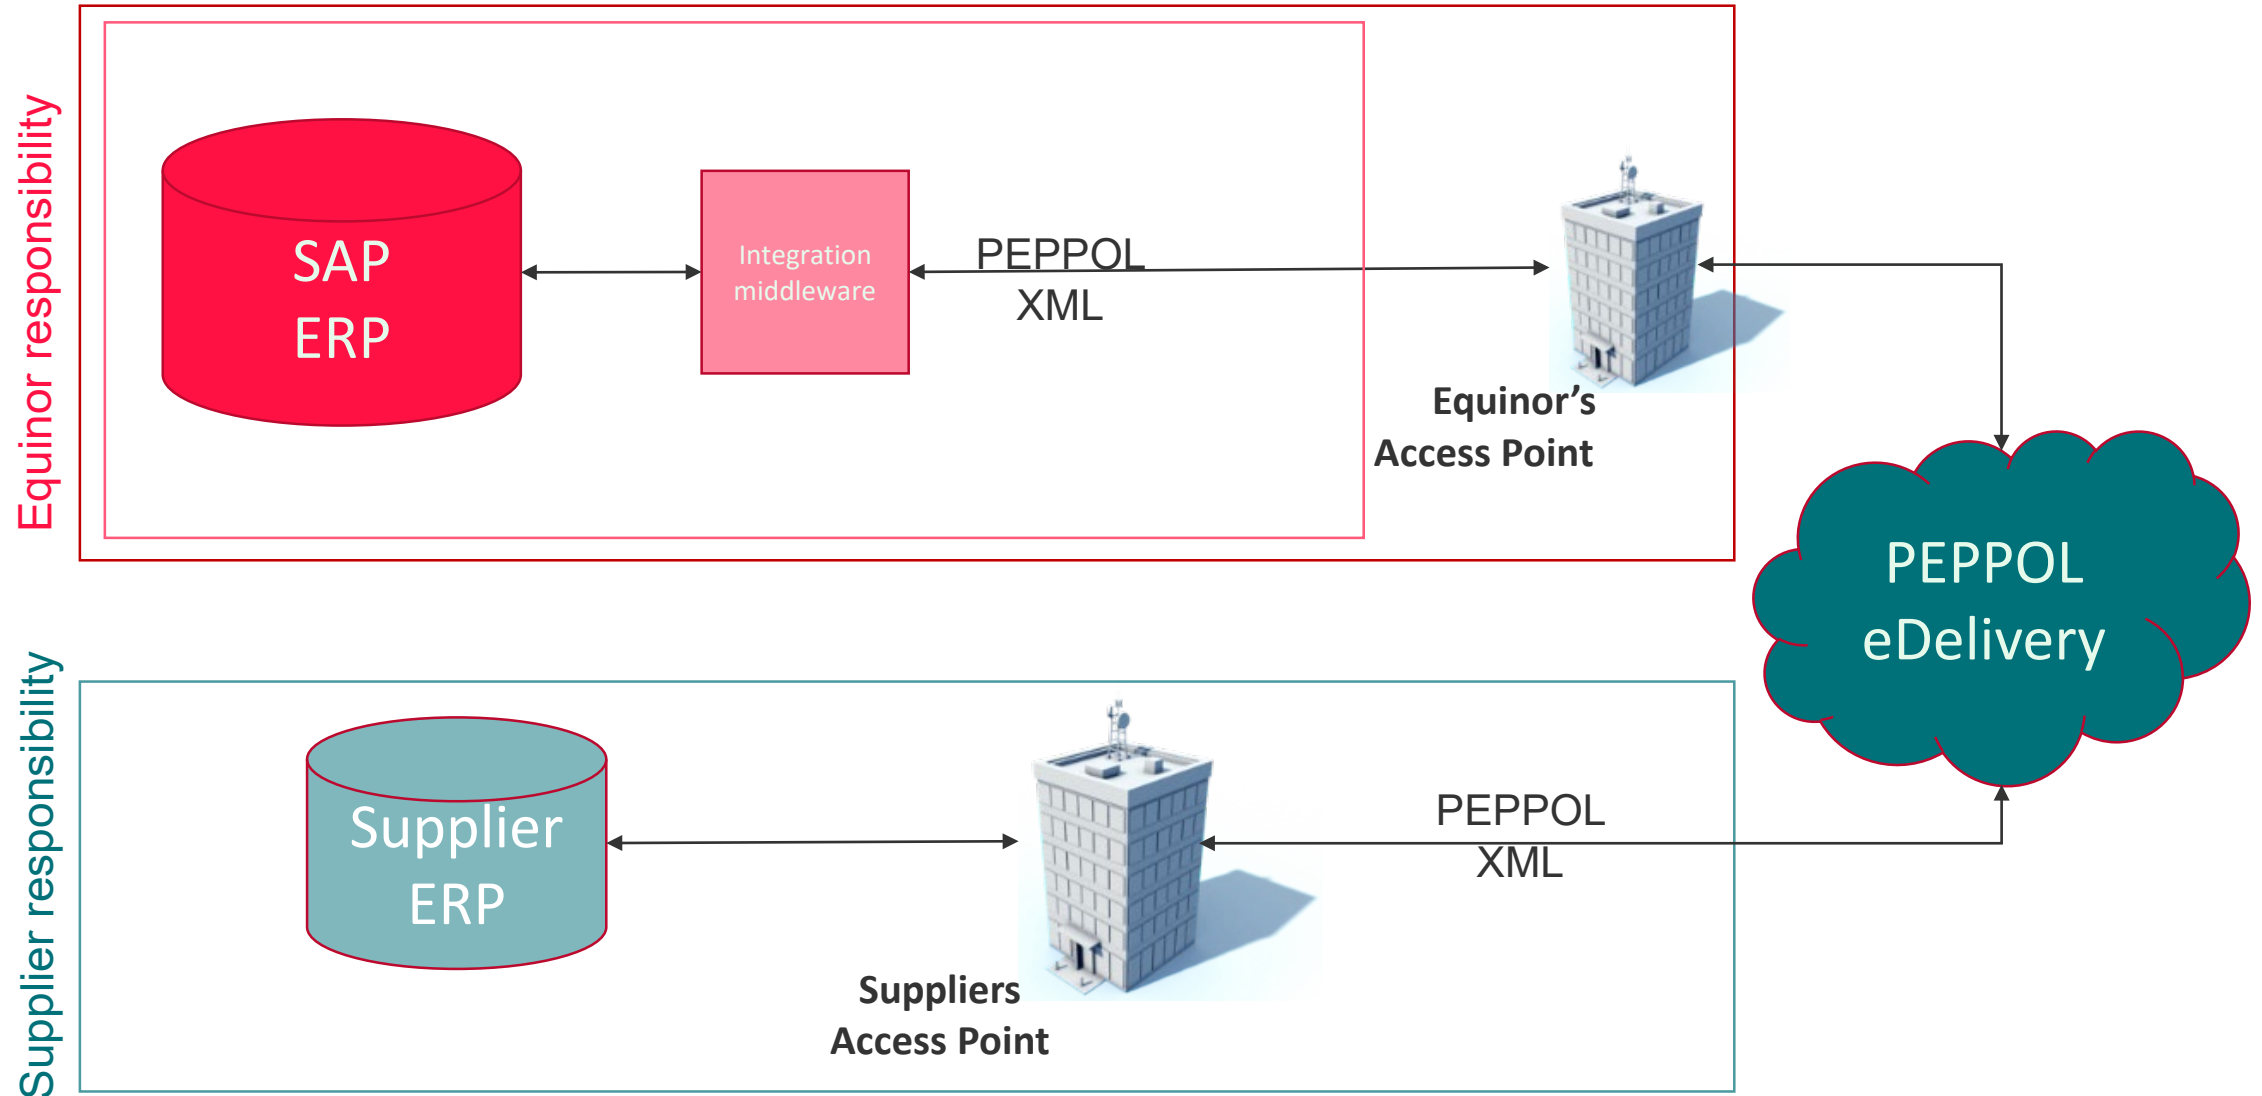 Equinor responsibility
SAP
ERP
Integration
middleware
PEPPOL
XML
Equinor’s
Access Point
PEPPOL
eDelivery
Supplier responsibility
Supplier
ERP
Suppliers
Access Point
PEPPOL
XML